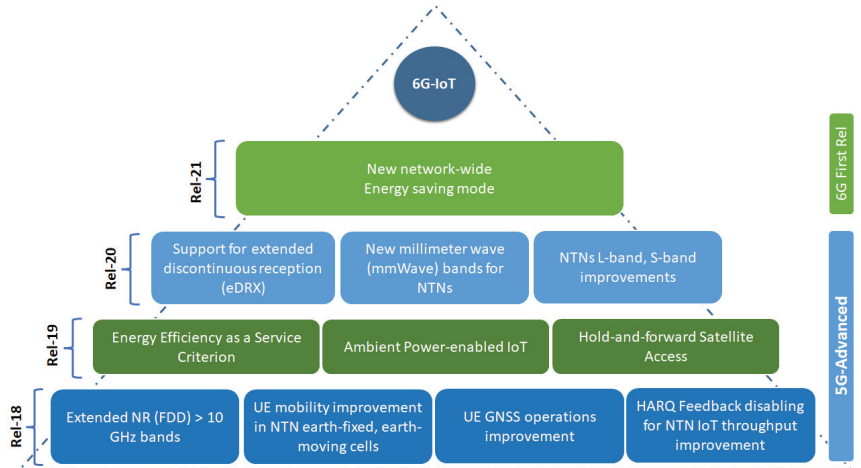 6G-IoT
Rel-21
New network-wide
Energy saving mode
6G First Rel
Rel-20
Support for extended
discontinuous reception
(eDRX)
New millimeter wave
(mmWave) bands for
NTNs
NTNs L-band, S-band
improvements
Rel-19
Energy Efficiency as a Service
Criterion
Ambient Power-enabled IoT
Hold-and-forward Satellite
Access
5G-Advanced
Rel-18
Extended NR (FDD) > 10
GHz bands
UE mobility improvement
in NTN earth-fixed, earth-
moving cells
UE GNSS operations
improvement
HARQ Feedback disabling
for NTN IoT throughput
improvement